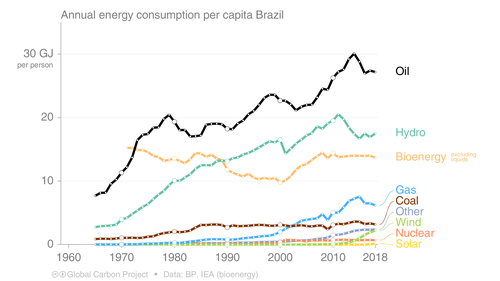 Annual energy consumption per capita Brazil
30 GJ
per person
Oil
20
Hydro
Bioenergy excluding
liquids
10
Gas
Coal
Other
Wind
Nuclear
Solar
0
1960 1970 1980 1990 2000 2010 2018
Global Carbon Project • Data: BP, IEA (bioenergy)